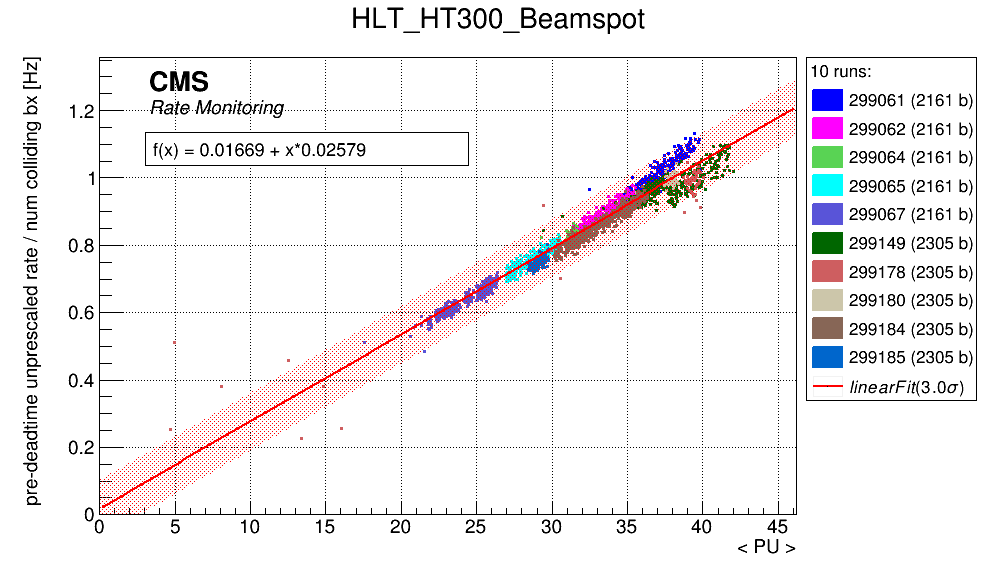 HLT_HT300_Beamspot
pre-deadtime unprescaled rate / num colliding bx [Hz]
CMS
Rate Monitoring
f(x) = 0.01669 + x*0.02579
1.2
1
0.8
0.6
0.4
0.2
0
0 5 10 15 20 25 30 35 40 45
< PU >
10 runs:
299061 (2161 b)
299062 (2161 b)
299064 (2161 b)
299065 (2161 b)
299067 (2161 b)
299149 (2305 b)
299178 (2305 b)
299180 (2305 b)
299184 (2305 b)
299185 (2305 b)
linearFit(3.0σ)